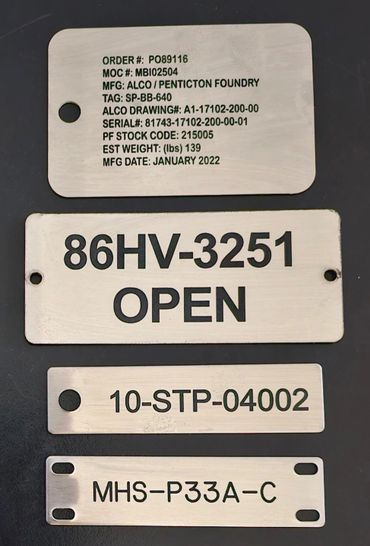 ORDER #: PO89116
MOC #: MBI02504
MFG: ALCO / PENTICTON FOUNDRY
TAG: SP-BB-640
ALCO DRAWING#: A1-17102-200-00
SERIAL#: 81743-17102-200-00-01
PF STOCK CODE: 215005
EST WEIGHT: (lbs) 139
MFG DATE: JANUARY 2022
86HV-3251
OPEN
10-STP-04002
MHS-P33A-C